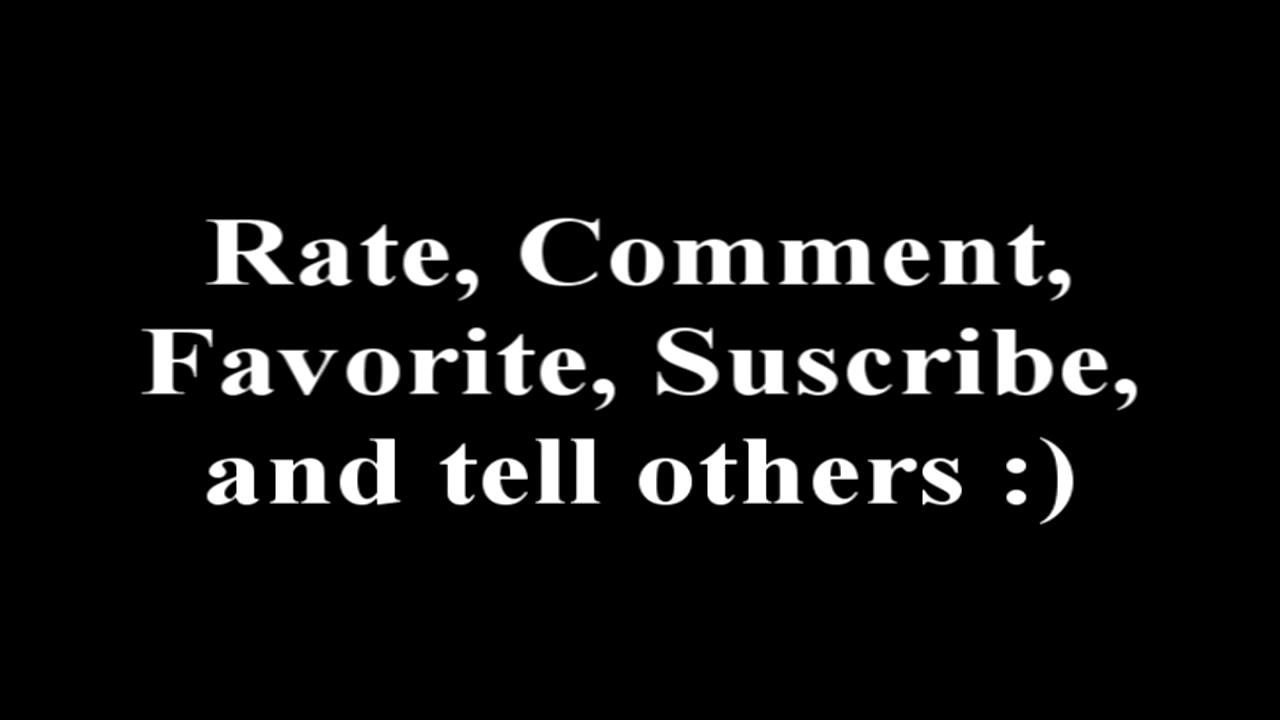 Rate, Comment,
Favorite, Suscribe,
and tell others :)